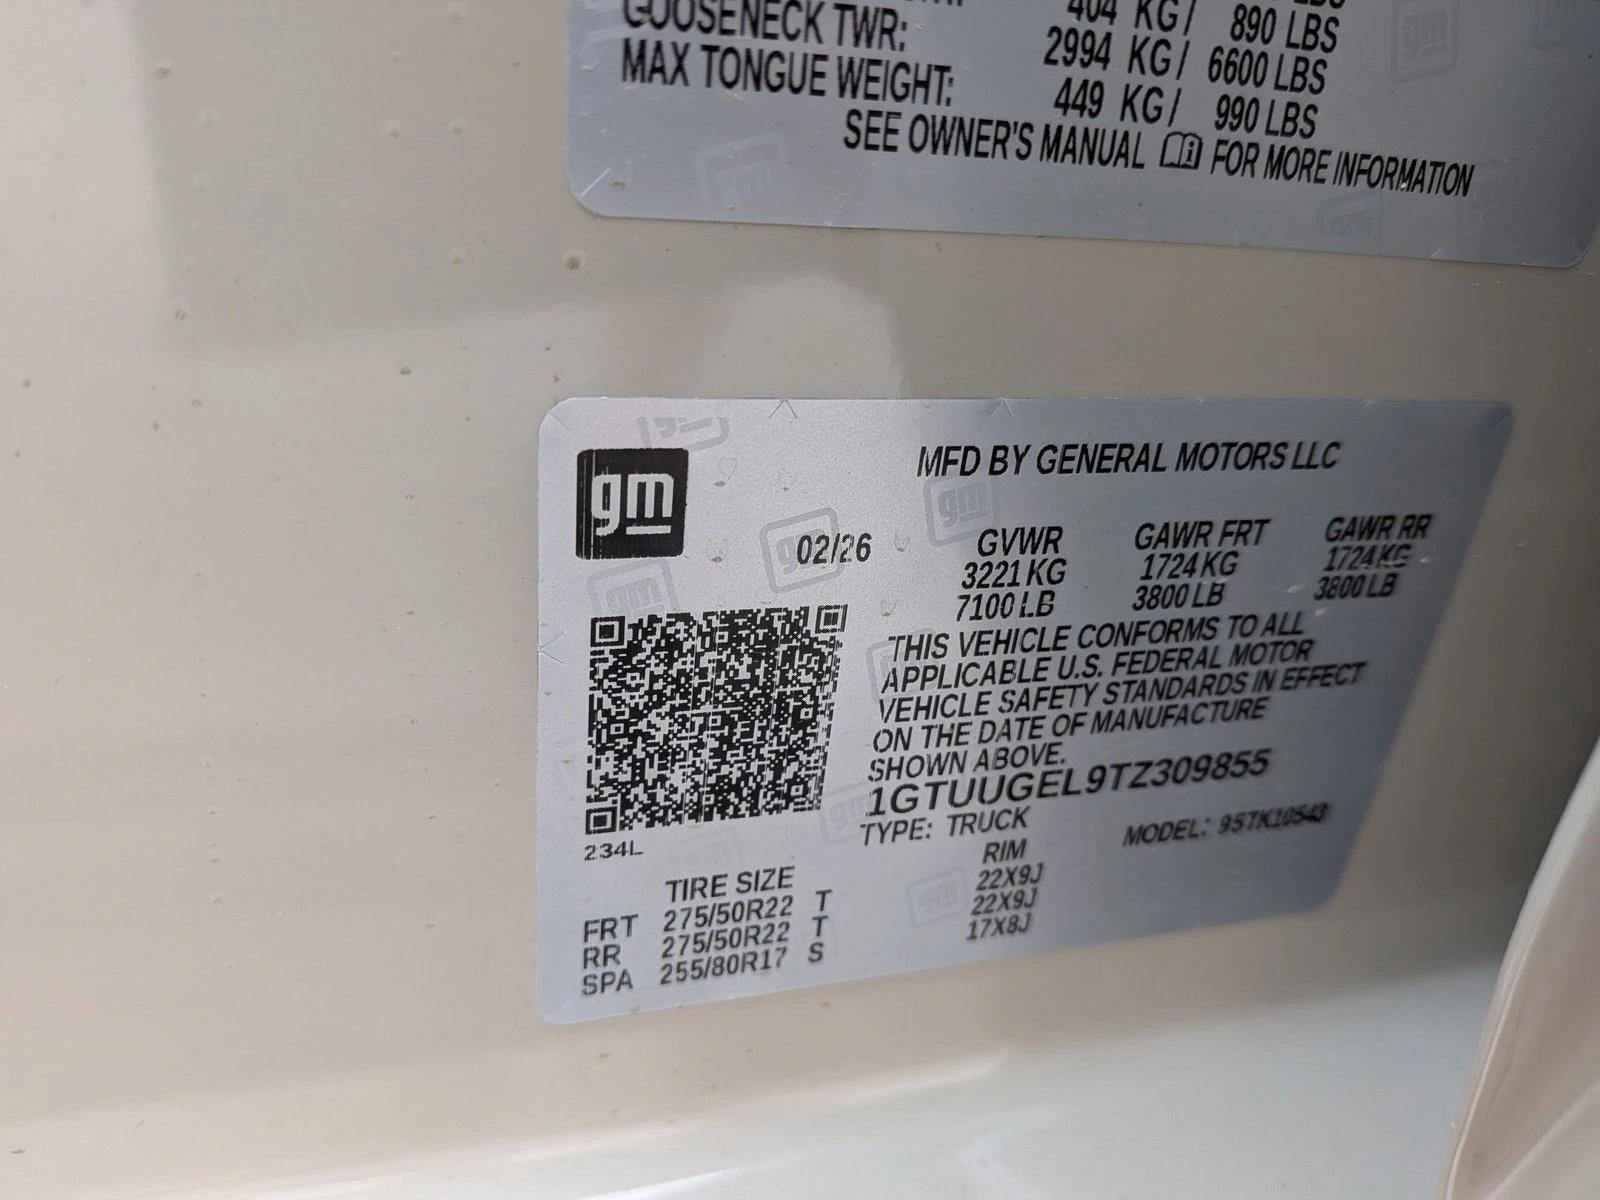 404 KG/ 890 LBS
GOOSENECK TWR: 2994 KG/ 6600 LBS
MAX TONGUE WEIGHT: 449 KG/ 990 LBS
SEE OWNER'S MANUAL FOR MORE INFORMATION
gm
MFD BY GENERAL MOTORS LLC
02/26
GVWR GAWR FRT GAWR RR
3221 KG 1724 KG 1724 KG
7100 LB 3800 LB 3800 LB
THIS VEHICLE CONFORMS TO ALL
APPLICABLE U.S. FEDERAL MOTOR
VEHICLE SAFETY STANDARDS IN EFFECT
ON THE DATE OF MANUFACTURE
SHOWN ABOVE.
1GTUUGEL9TZ309855
TYPE: TRUCK MODEL: 95TK10543
234L
TIRE SIZE RIM
FRT 275/50R22 T 22X9J
RR 275/50R22 T 22X9J
SPA 255/80R17 S 17X8J